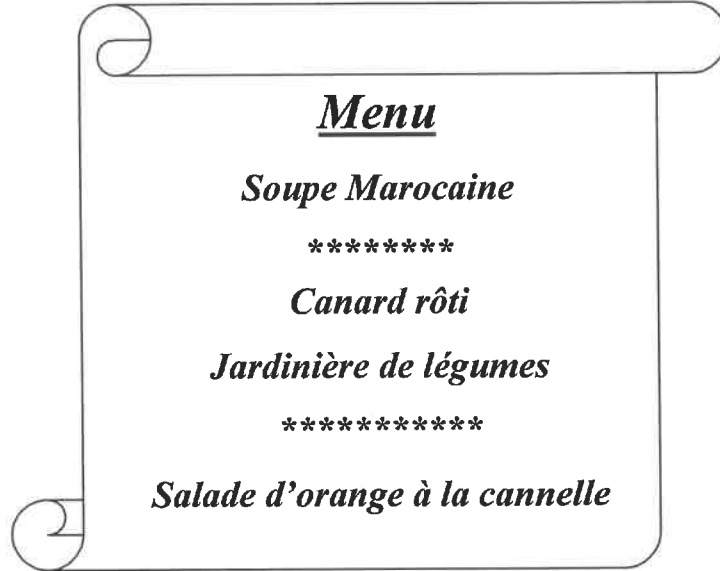 Menu
Soupe Marocaine
********
Canard rôti
Jardinière de légumes
***********
Salade d’orange à la cannelle